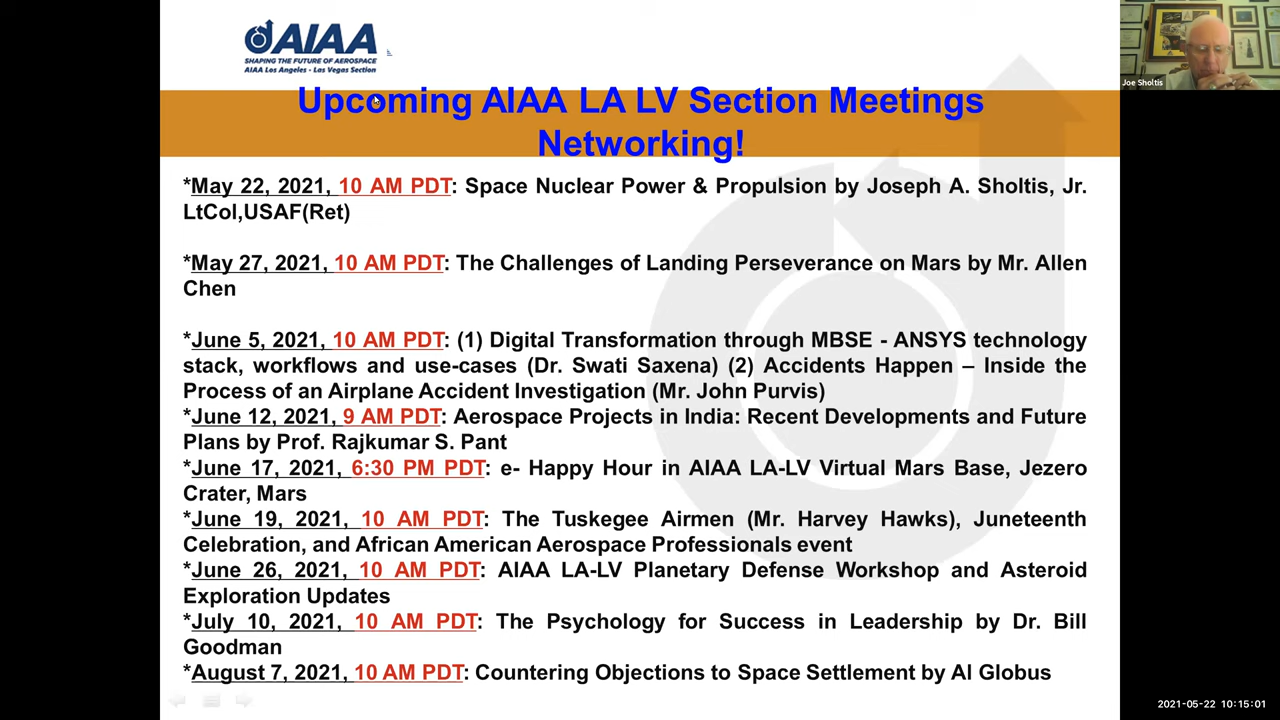 AIAA
SHAPING THE FUTURE OF AEROSPACE
AIAA Los Angeles - Las Vegas Section
Joe Sholtis
Upcoming AIAA LA LV Section Meetings
Networking!
*May 22, 2021, 10 AM PDT: Space Nuclear Power & Propulsion by Joseph A. Sholtis, Jr.
LtCol,USAF(Ret)
*May 27, 2021, 10 AM PDT: The Challenges of Landing Perseverance on Mars by Mr. Allen
Chen
*June 5, 2021, 10 AM PDT: (1) Digital Transformation through MBSE - ANSYS technology
stack, workflows and use-cases (Dr. Swati Saxena) (2) Accidents Happen – Inside the
Process of an Airplane Accident Investigation (Mr. John Purvis)
*June 12, 2021, 9 AM PDT: Aerospace Projects in India: Recent Developments and Future
Plans by Prof. Rajkumar S. Pant
*June 17, 2021, 6:30 PM PDT: e- Happy Hour in AIAA LA-LV Virtual Mars Base, Jezero
Crater, Mars
*June 19, 2021, 10 AM PDT: The Tuskegee Airmen (Mr. Harvey Hawks), Juneteenth
Celebration, and African American Aerospace Professionals event
*June 26, 2021, 10 AM PDT: AIAA LA-LV Planetary Defense Workshop and Asteroid
Exploration Updates
*July 10, 2021, 10 AM PDT: The Psychology for Success in Leadership by Dr. Bill
Goodman
*August 7, 2021, 10 AM PDT: Countering Objections to Space Settlement by Al Globus
2021-05-22 10:15:01